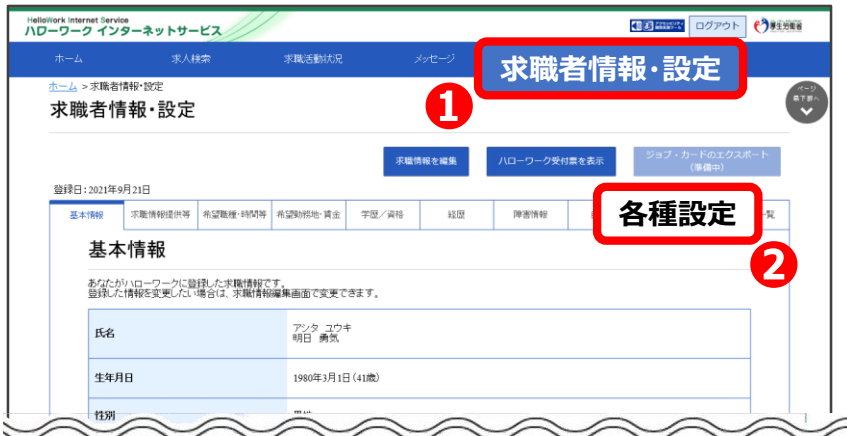 HelloWork Internet Service
ハローワーク インターネットサービス
ログアウト
厚生労働省
ホーム
求人検索
求職活動状況
メッセージ
求職者情報・設定
ホーム > 求職者情報・設定
求職者情報・設定
1
ページ
最下部へ
求職情報を編集
ハローワーク受付票を表示
ジョブ・カードのエクスポート
(準備中)
登録日:2021年9月21日
基本情報
求職情報提供等
希望職種・時間等
希望勤務地・賃金
学歴/資格
経歴
障害情報
各種設定
2
基本情報
あなたがハローワークに登録した求職情報です。
登録した情報を変更したい場合は、求職情報編集画面で変更できます。
氏名
アシタ ユウキ
明日 勇気
生年月日
1980年3月1日(41歳)
性別